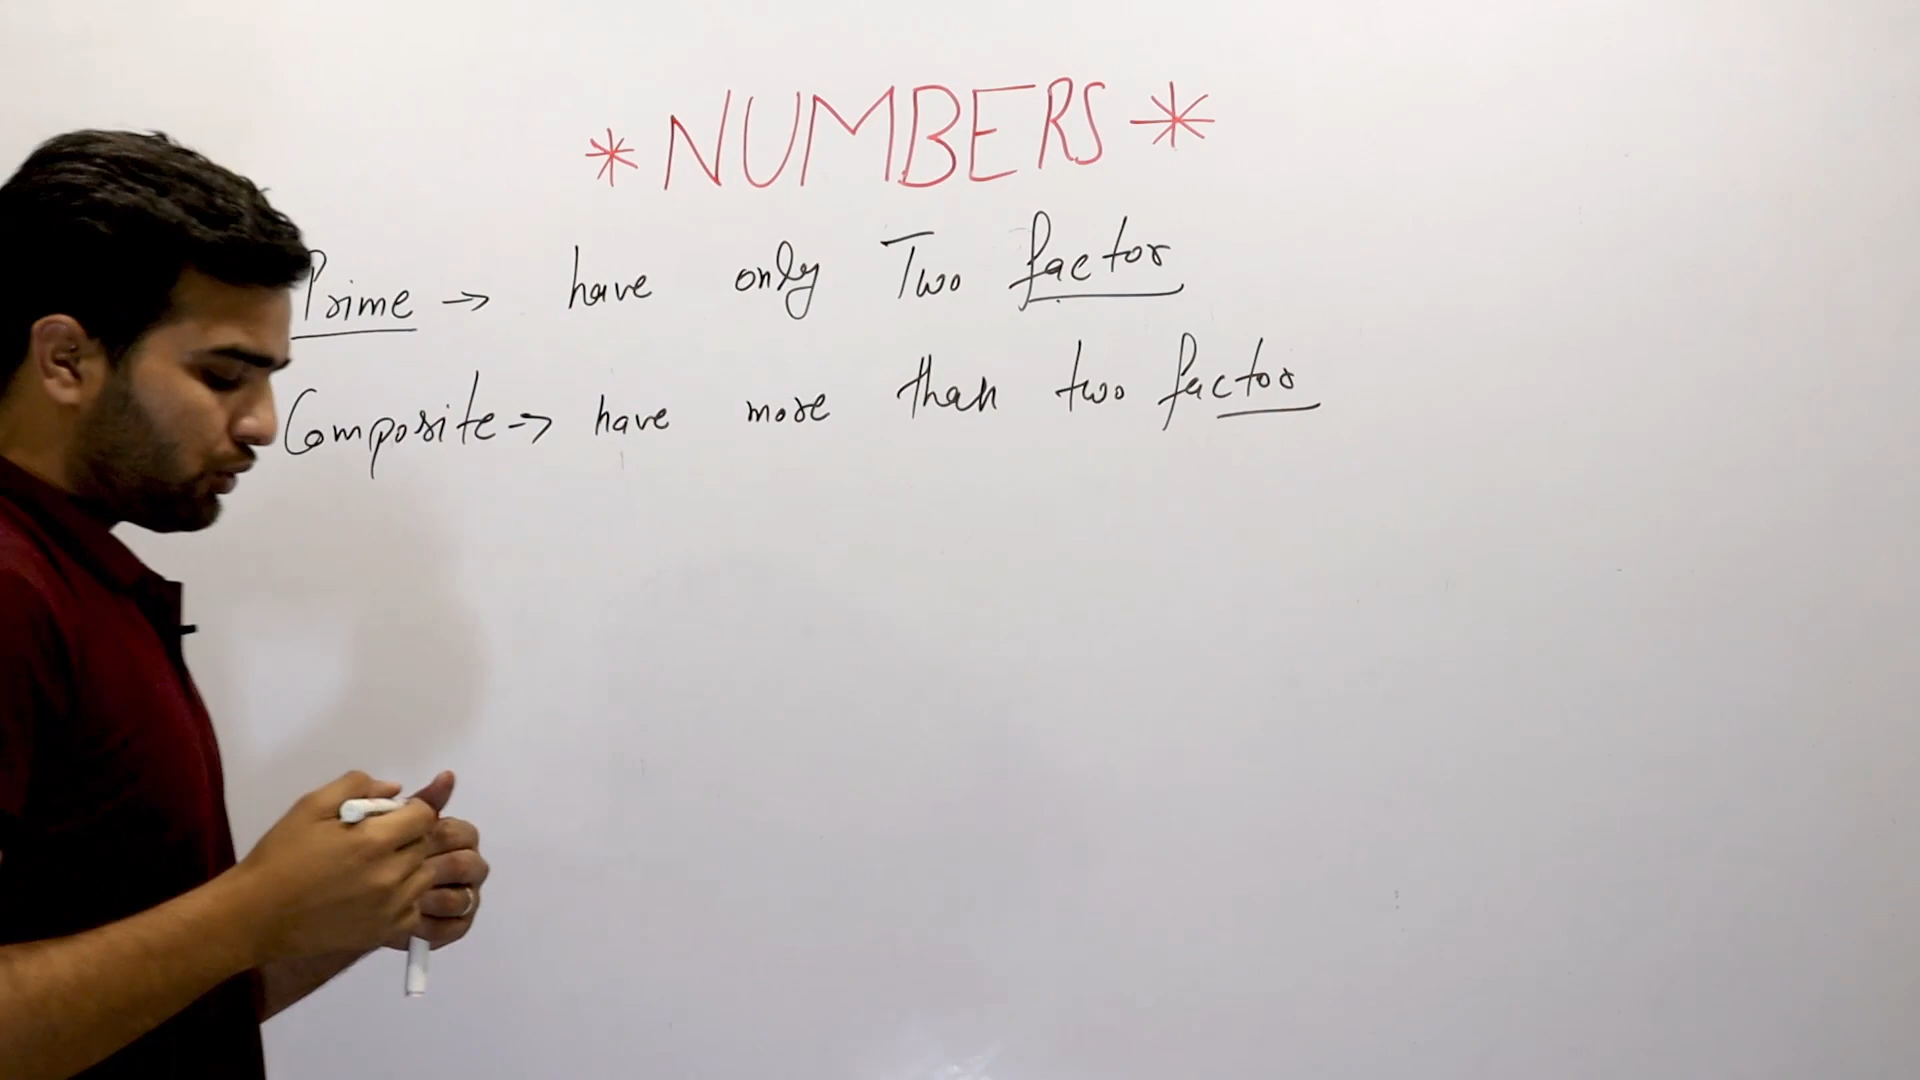 * NUMBERS *
Prime → have only Two factor
Composite → have more than two factor